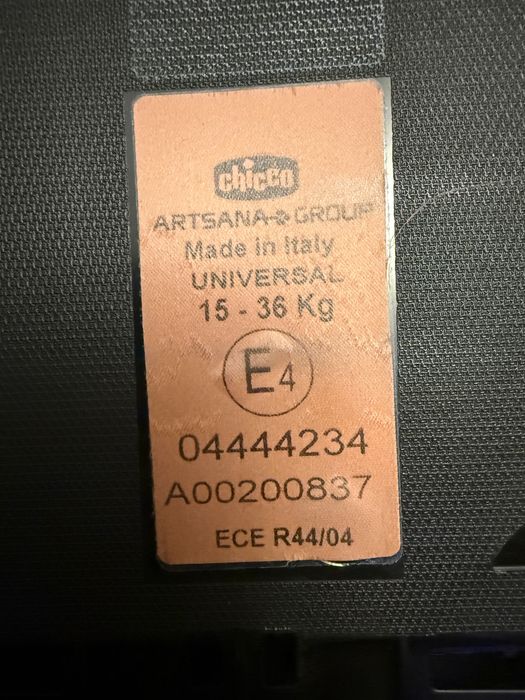 chicco
ARTSANA GROUP
Made in Italy
UNIVERSAL
15 - 36 Kg
E4
04444234
A00200837
ECE R44/04